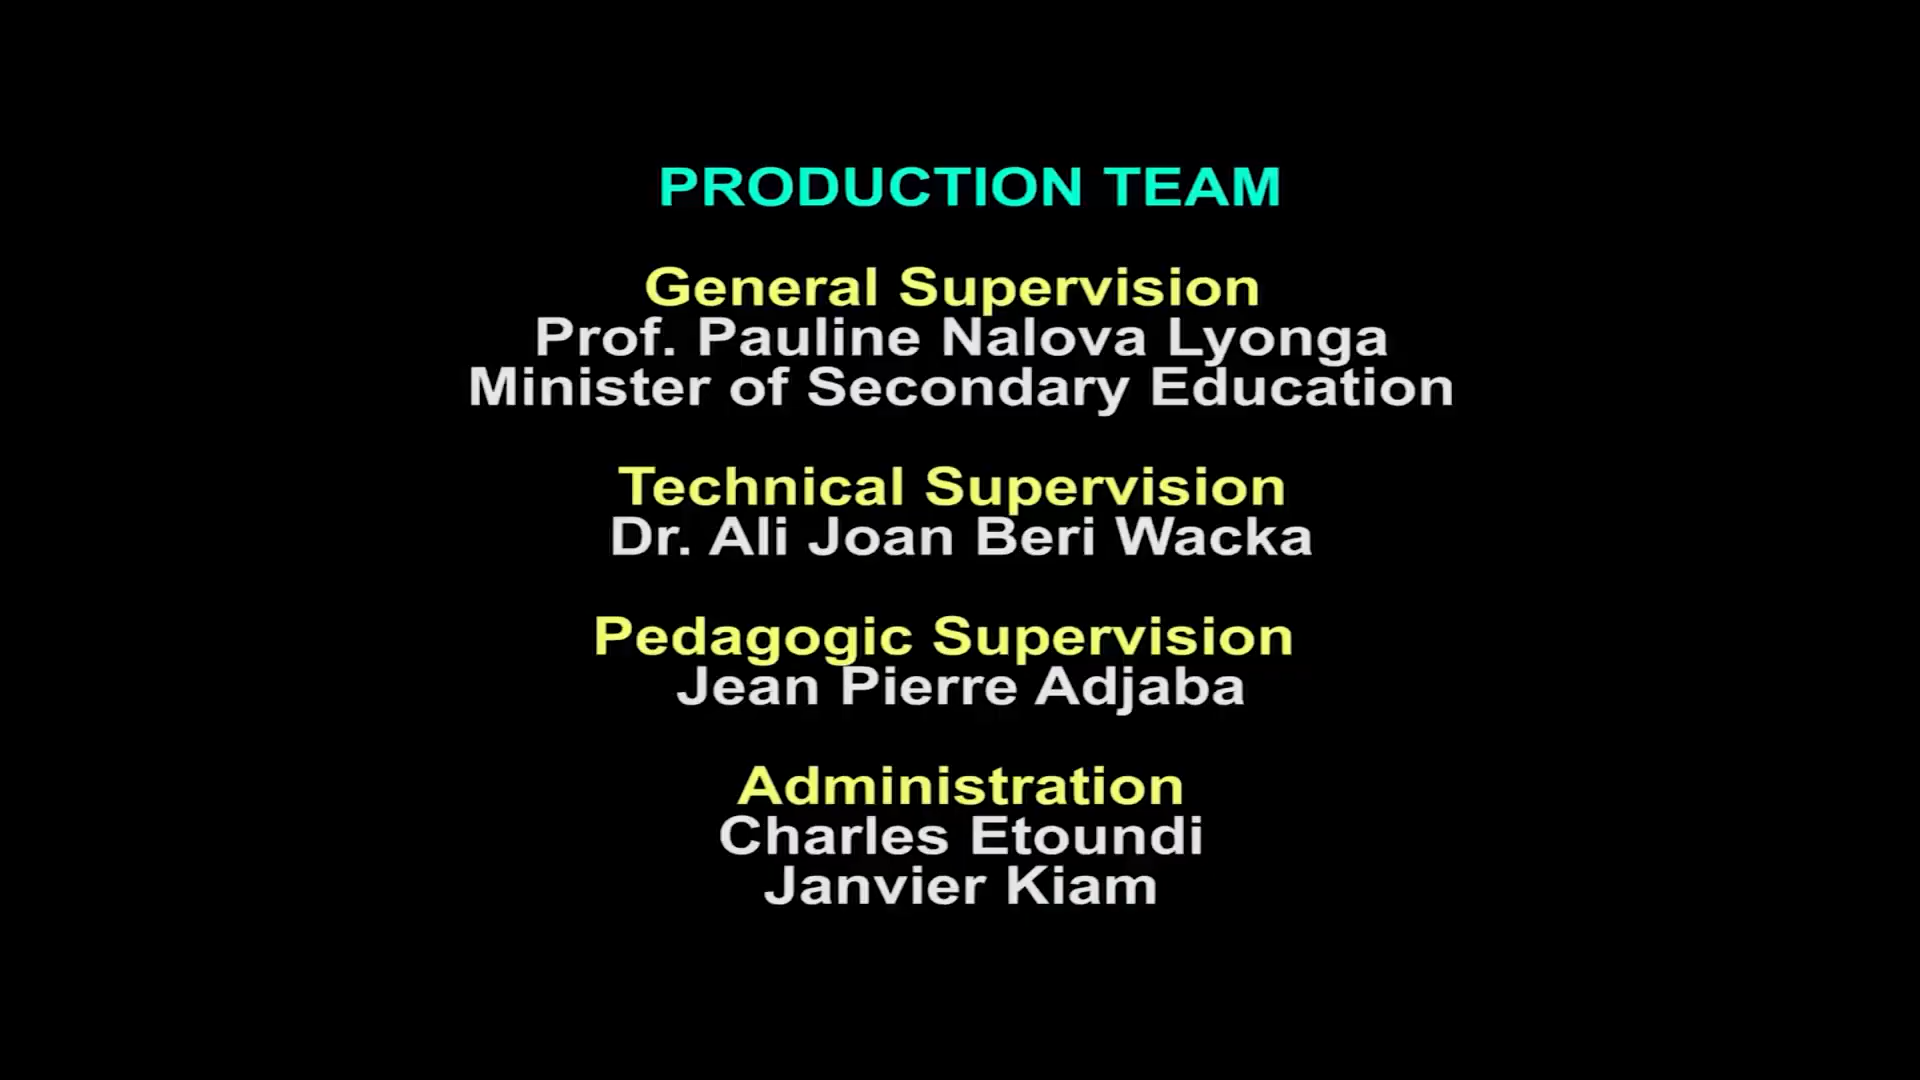 PRODUCTION TEAM
General Supervision
Prof. Pauline Nalova Lyonga
Minister of Secondary Education
Technical Supervision
Dr. Ali Joan Beri Wacka
Pedagogic Supervision
Jean Pierre Adjaba
Administration
Charles Etoundi
Janvier Kiam